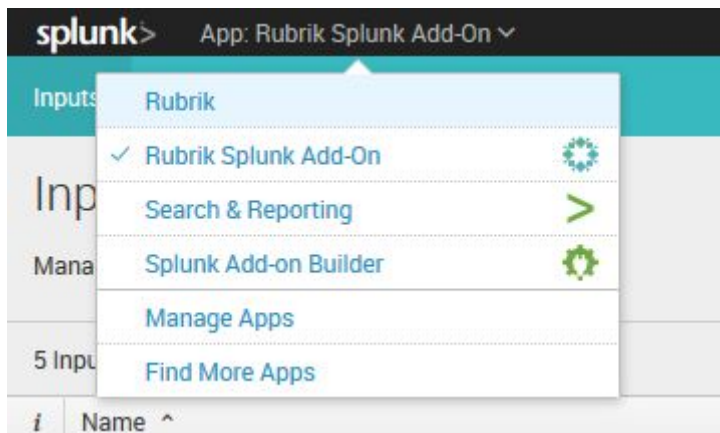 splunk> App: Rubrik Splunk Add-On
Inputs
Rubrik
Rubrik Splunk Add-On
Inp
Search & Reporting
Mana
Splunk Add-on Builder
Manage Apps
5 Inpu
Find More Apps
i Name